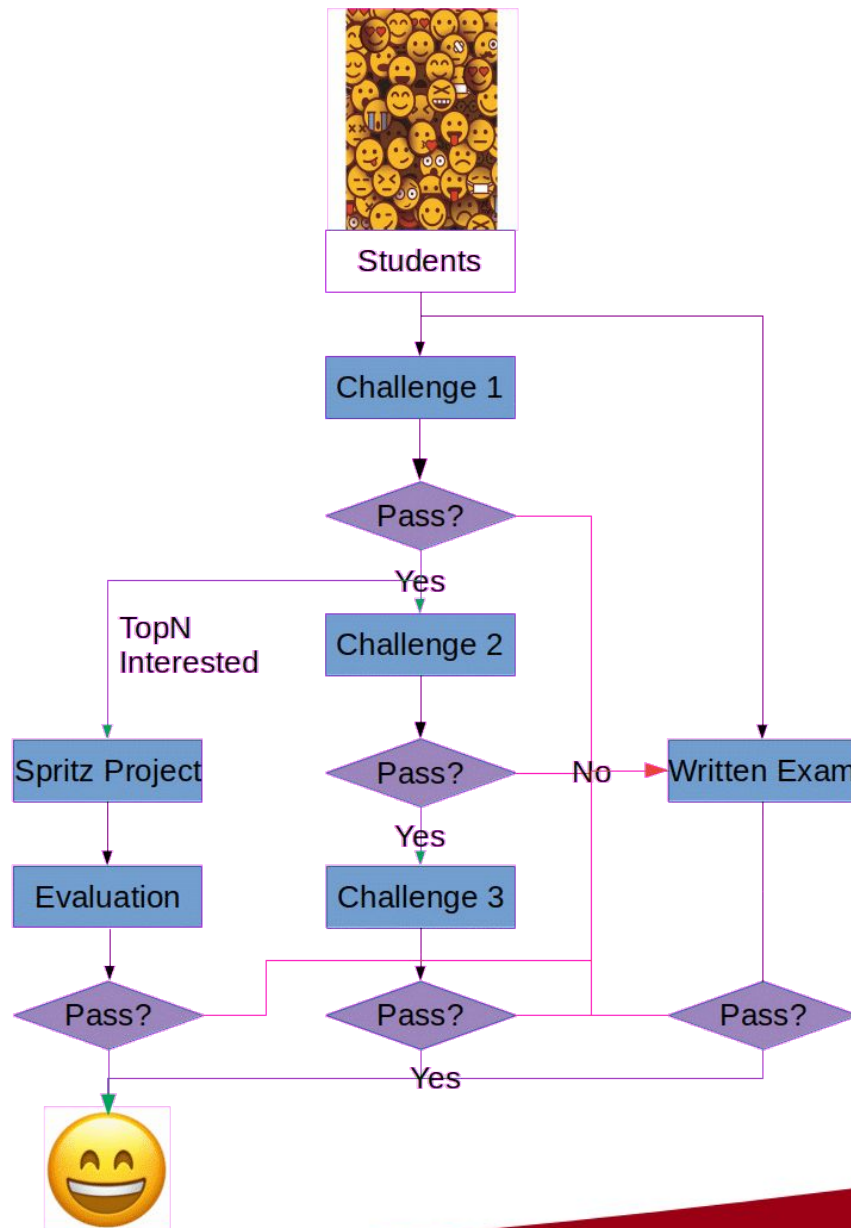 Students
Challenge 1
Pass?
Yes
TopN
Interested
Challenge 2
Spritz Project
Pass?
No
Written Exam
Yes
Evaluation
Challenge 3
Pass?
Pass?
Pass?
Yes